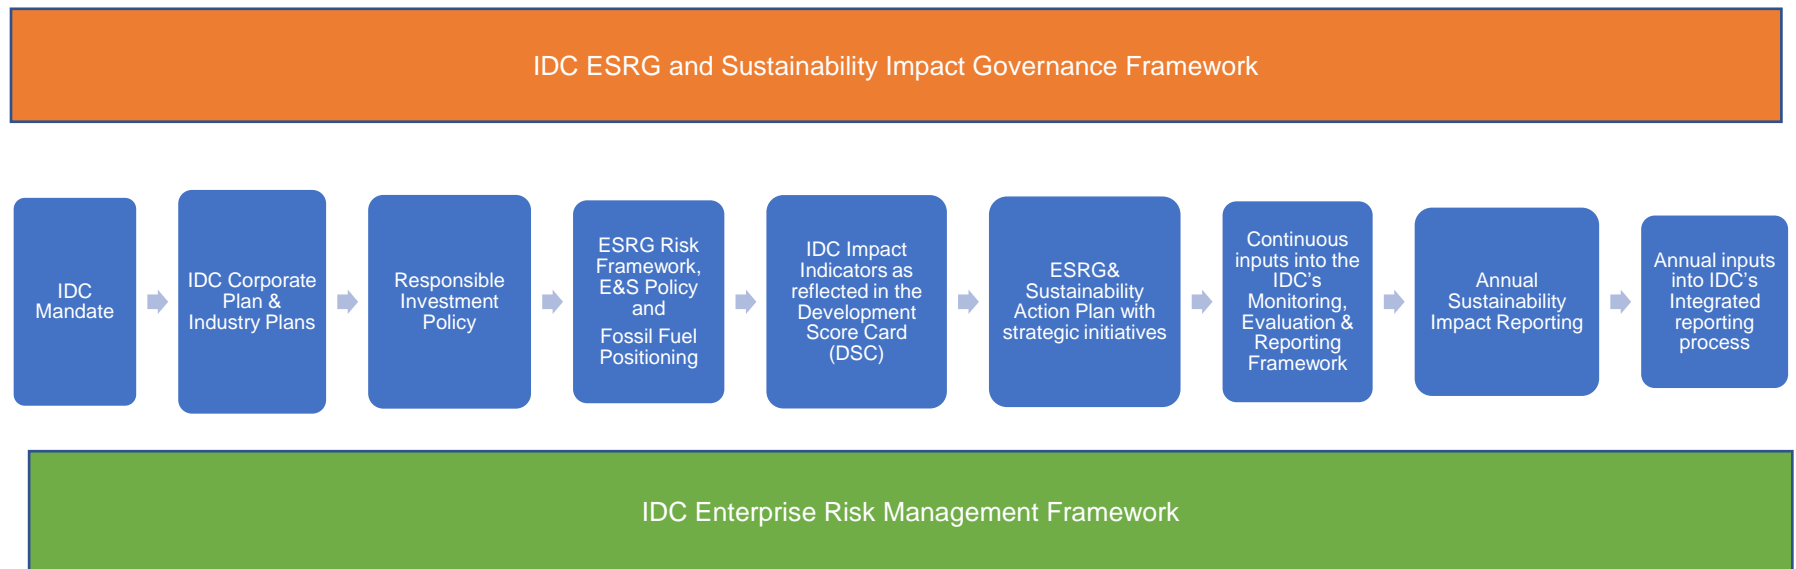 IDC ESRG and Sustainability Impact Governance Framework
IDC
Mandate
IDC Corporate
Plan &
Industry Plans
Responsible
Investment
Policy
ESRG Risk
Framework,
E&S Policy
and
Fossil Fuel
Positioning
IDC Impact
Indicators as
reflected in the
Development
Score Card
(DSC)
ESRG&
Sustainability
Action Plan with
strategic initiatives
Continuous
inputs into the
IDC’s
Monitoring,
Evaluation &
Reporting
Framework
Annual
Sustainability
Impact Reporting
Annual inputs
into IDC’s
Integrated
reporting
process
IDC Enterprise Risk Management Framework